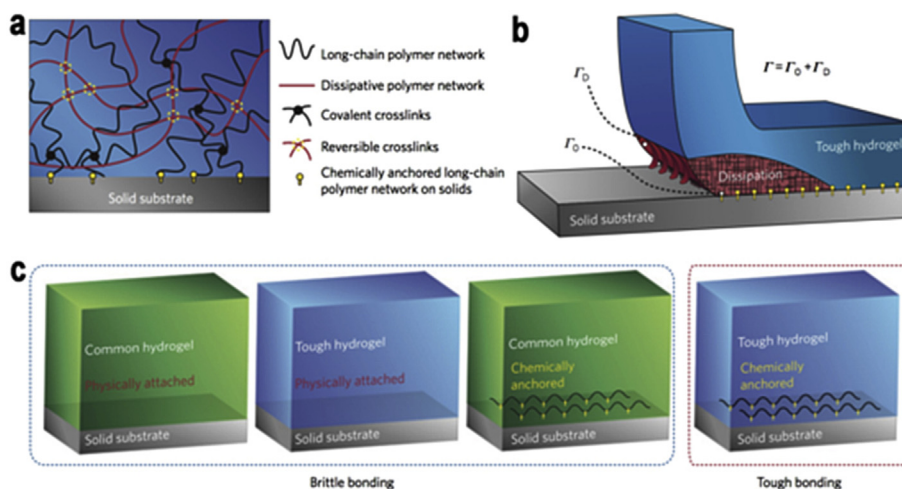 a
Long-chain polymer network
Dissipative polymer network
Covalent crosslinks
Reversible crosslinks
Chemically anchored long-chain
polymer network on solids
Solid substrate
b
Γ = Γ₀ + Γ_D
Γ_D
Γ₀
Tough hydrogel
Dissipation
Solid substrate
c
Common hydrogel
Physically attached
Solid substrate
Tough hydrogel
Physically attached
Solid substrate
Common hydrogel
Chemically
anchored
Solid substrate
Tough hydrogel
Chemically
anchored
Solid substrate
Brittle bonding
Tough bonding